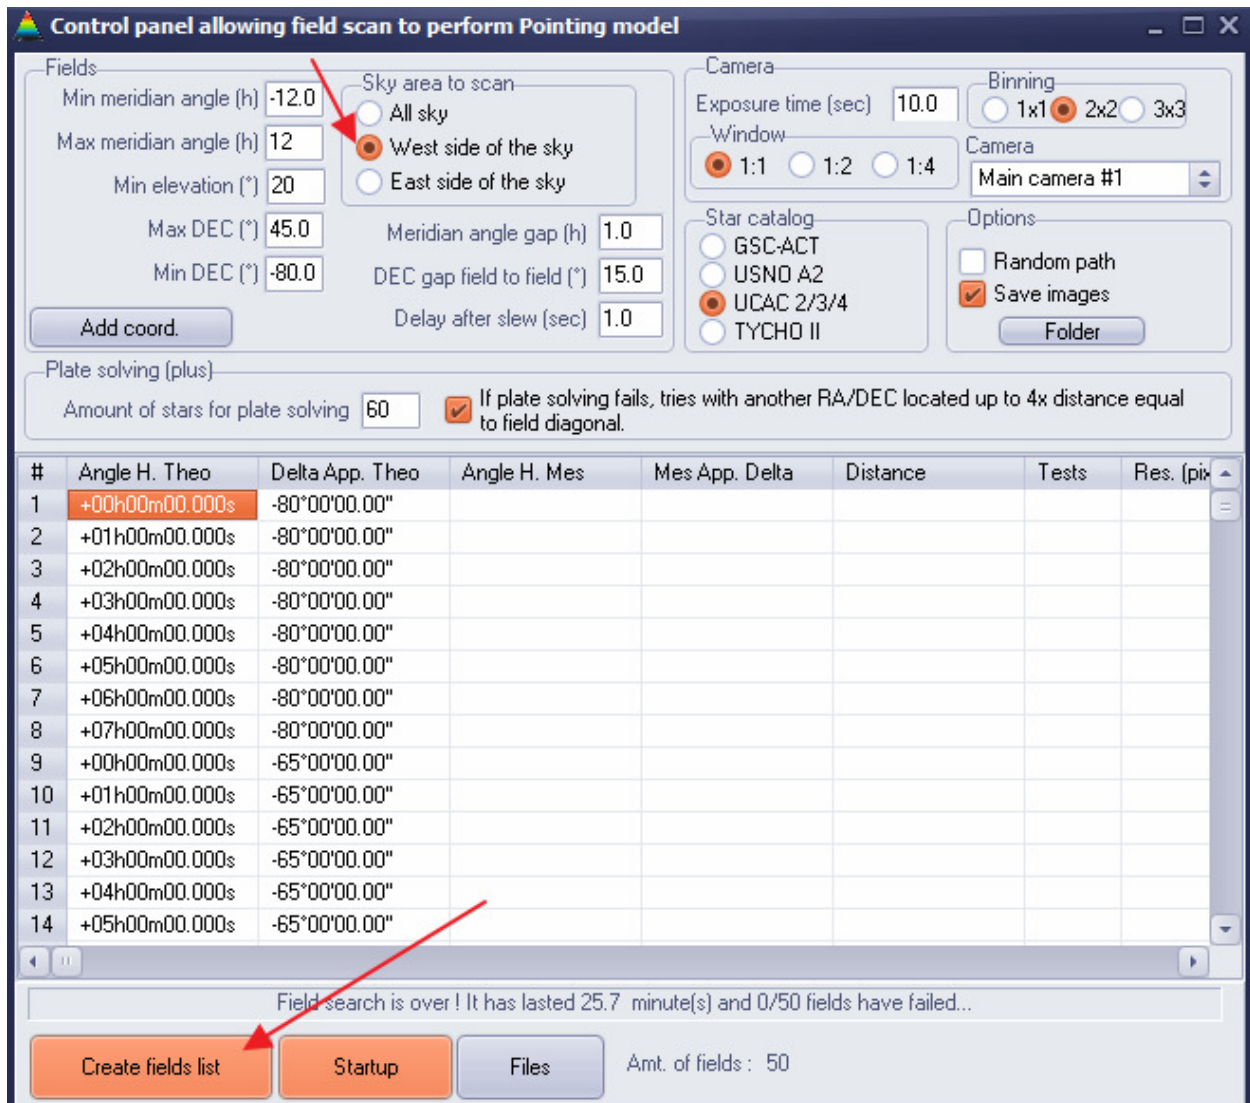 Control panel allowing field scan to perform Pointing model
Fields
Min meridian angle (h) -12.0
Max meridian angle (h) 12
Min elevation (°) 20
Max DEC (°) 45.0
Min DEC (°) -80.0
Add coord.
Sky area to scan
All sky
West side of the sky
East side of the sky
Meridian angle gap (h) 1.0
DEC gap field to field (°) 15.0
Delay after slew (sec) 1.0
Camera
Exposure time (sec) 10.0
Binning
1x1 2x2 3x3
Window
1:1 1:2 1:4
Camera
Main camera #1
Star catalog
GSC-ACT
USNO A2
UCAC 2/3/4
TYCHO II
Options
Random path
Save images
Folder
Plate solving (plus)
Amount of stars for plate solving 60
If plate solving fails, tries with another RA/DEC located up to 4x distance equal
to field diagonal.
# Angle H. Theo Delta App. Theo Angle H. Mes Mes App. Delta Distance Tests Res. (pix
1 +00h00m00.000s -80°00'00.00"
2 +01h00m00.000s -80°00'00.00"
3 +02h00m00.000s -80°00'00.00"
4 +03h00m00.000s -80°00'00.00"
5 +04h00m00.000s -80°00'00.00"
6 +05h00m00.000s -80°00'00.00"
7 +06h00m00.000s -80°00'00.00"
8 +07h00m00.000s -80°00'00.00"
9 +00h00m00.000s -65°00'00.00"
10 +01h00m00.000s -65°00'00.00"
11 +02h00m00.000s -65°00'00.00"
12 +03h00m00.000s -65°00'00.00"
13 +04h00m00.000s -65°00'00.00"
14 +05h00m00.000s -65°00'00.00"
Field search is over ! It has lasted 25.7 minute(s) and 0/50 fields have failed...
Create fields list Startup Files Amt. of fields : 50